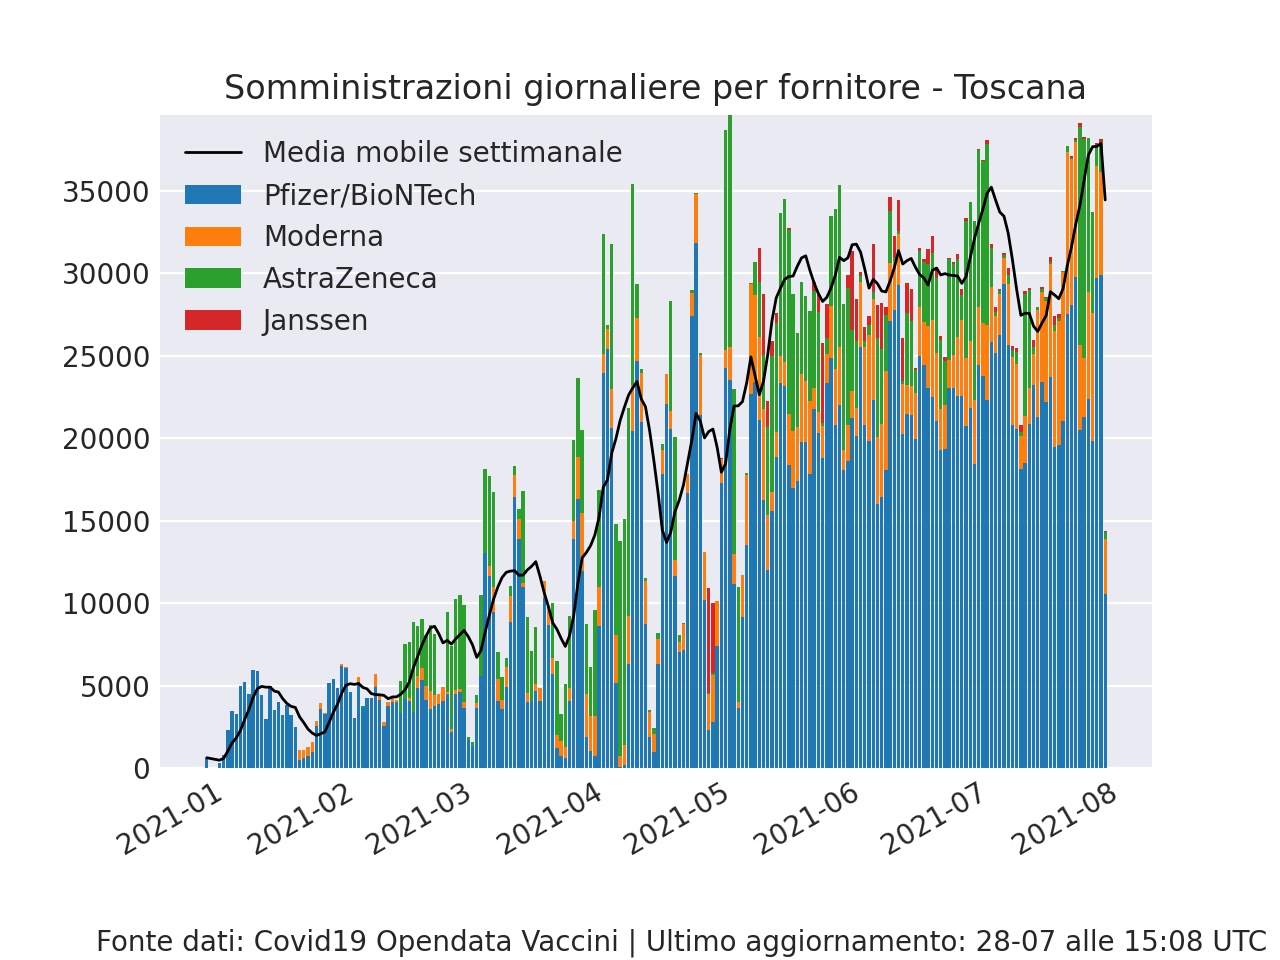 Somministrazioni giornaliere per fornitore - Toscana
Media mobile settimanale
Pfizer/BioNTech
Moderna
AstraZeneca
Janssen
35000
30000
25000
20000
15000
10000
5000
0
2021-01
2021-02
2021-03
2021-04
2021-05
2021-06
2021-07
2021-08
Fonte dati: Covid19 Opendata Vaccini | Ultimo aggiornamento: 28-07 alle 15:08 UTC